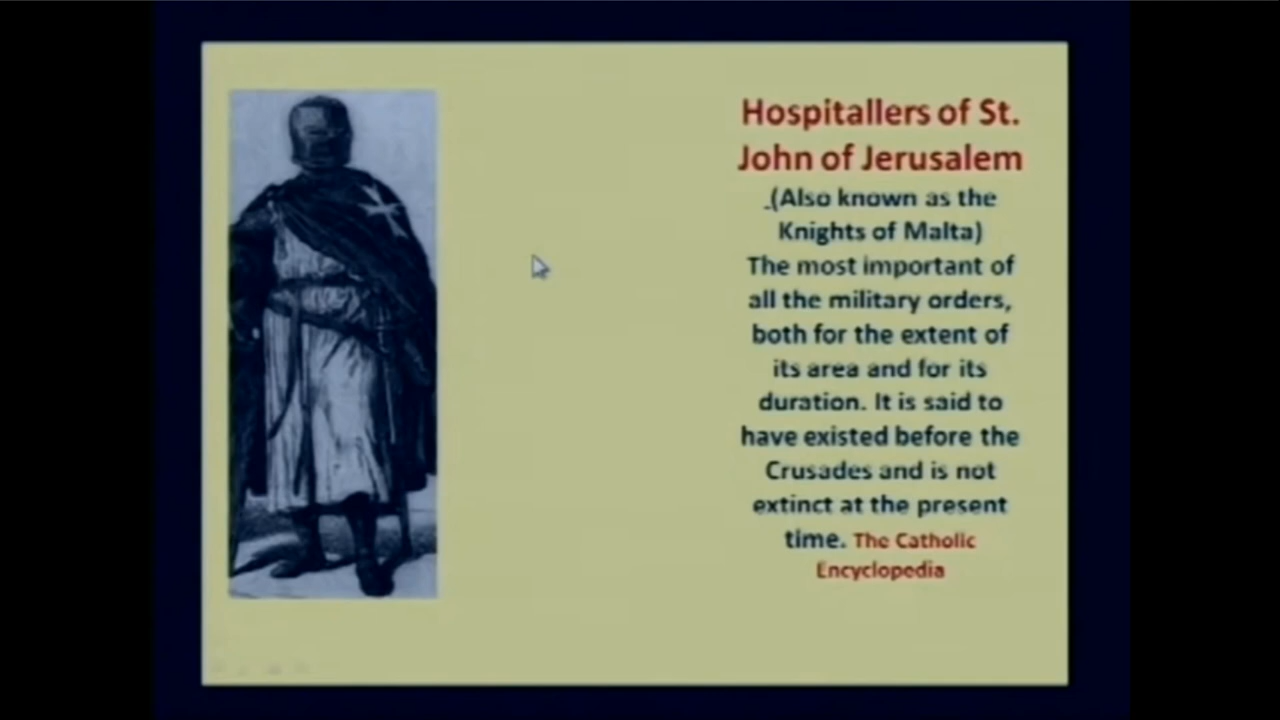 Hospitallers of St.
John of Jerusalem
.(Also known as the
Knights of Malta)
The most important of
all the military orders,
both for the extent of
its area and for its
duration. It is said to
have existed before the
Crusades and is not
extinct at the present
time. The Catholic
Encyclopedia